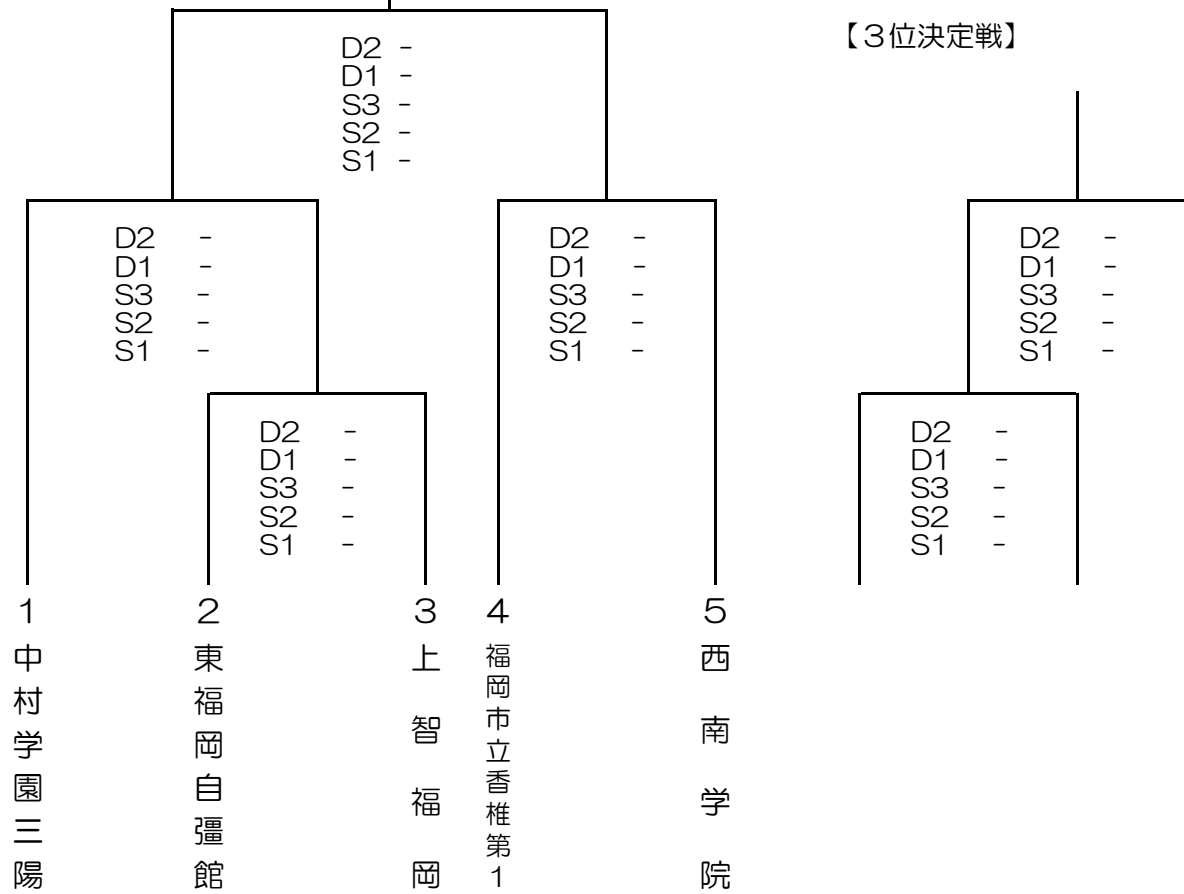 【３位決定戦】
D2 -
D1 -
S3 -
S2 -
S1 -
D2 -
D1 -
S3 -
S2 -
S1 -
D2 -
D1 -
S3 -
S2 -
S1 -
D2 -
D1 -
S3 -
S2 -
S1 -
D2 -
D1 -
S3 -
S2 -
S1 -
D2 -
D1 -
S3 -
S2 -
S1 -
1
中村学園三陽
2
東福岡自彊館
3
上智福岡
4
福岡市立香椎第1
5
西南学院